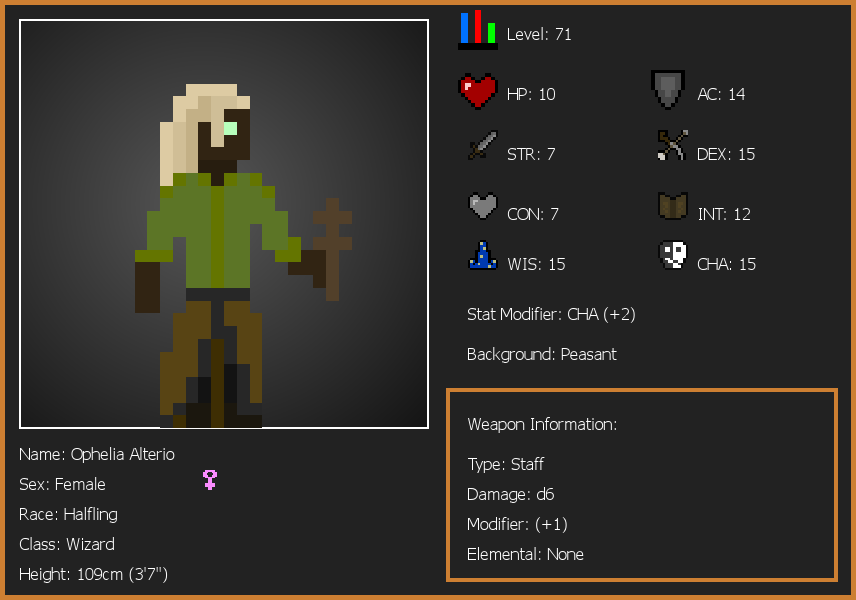 Level: 71
HP: 10
AC: 14
STR: 7
DEX: 15
CON: 7
INT: 12
WIS: 15
CHA: 15
Stat Modifier: CHA (+2)
Background: Peasant
Weapon Information:
Type: Staff
Damage: d6
Modifier: (+1)
Elemental: None
Name: Ophelia Alterio
Sex: Female
Race: Halfling
Class: Wizard
Height: 109cm (3'7")